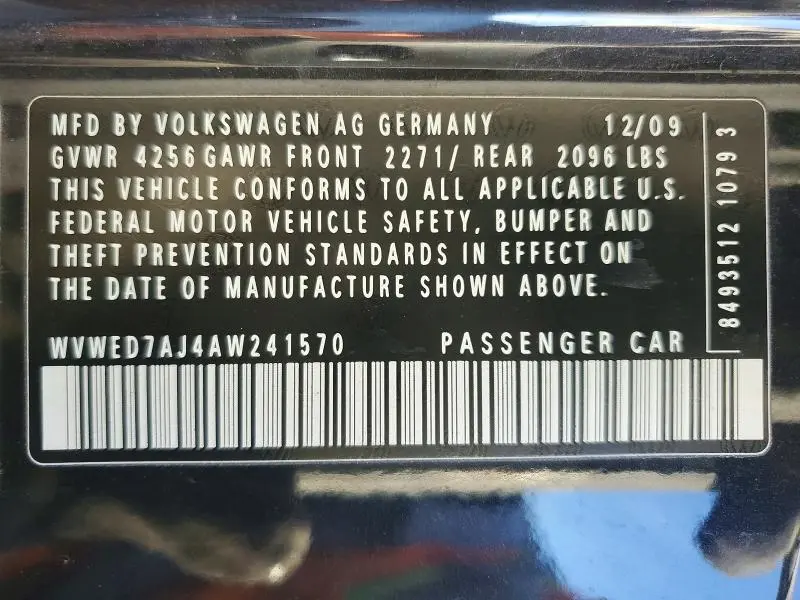 MFD BY VOLKSWAGEN AG GERMANY 12/09
GVWR 4256 GAWR FRONT 2271/ REAR 2096 LBS
THIS VEHICLE CONFORMS TO ALL APPLICABLE U.S.
FEDERAL MOTOR VEHICLE SAFETY, BUMPER AND
THEFT PREVENTION STANDARDS IN EFFECT ON
THE DATE OF MANUFACTURE SHOWN ABOVE.
WVWED7AJ4AW241570 PASSENGER CAR
8493512 1079 3